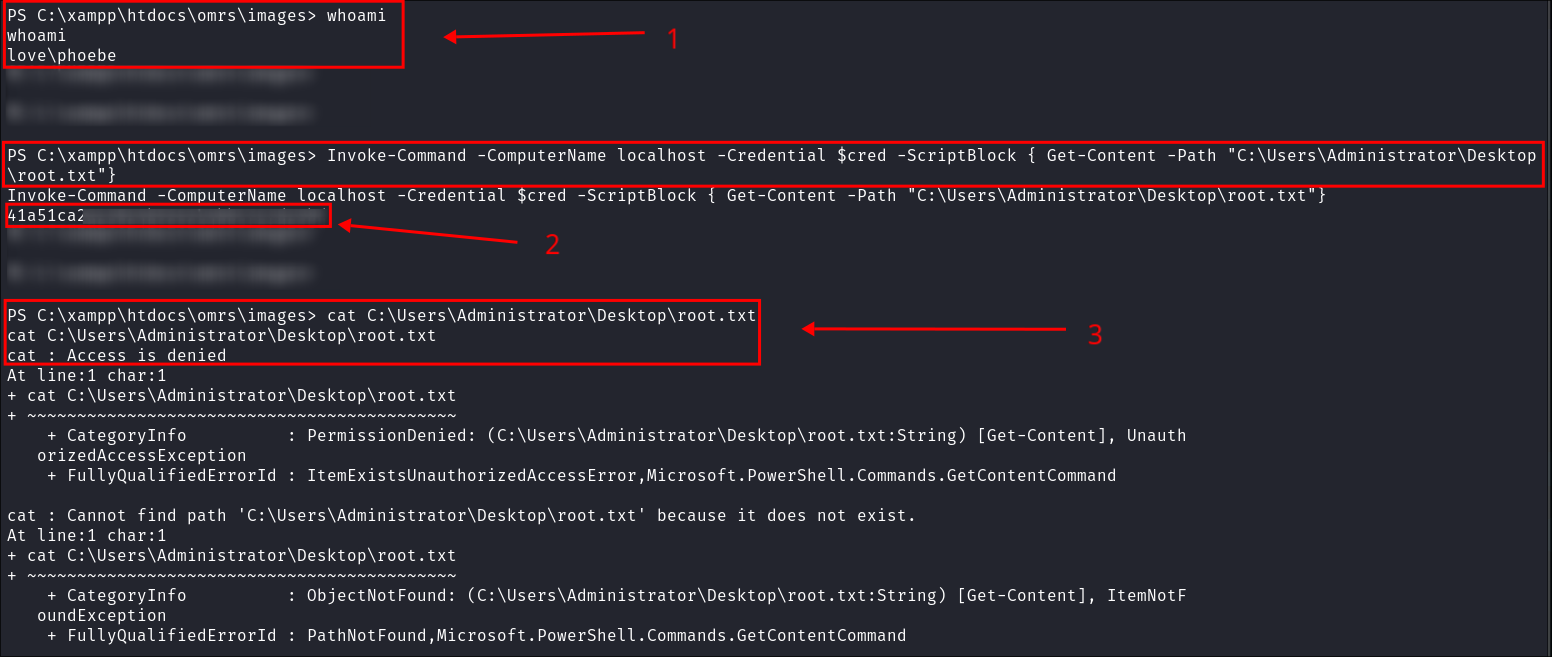 PS C:\xampp\htdocs\omrs\images> whoami
whoami
love\phoebe
1
PS C:\xampp\htdocs\omrs\images> Invoke-Command -ComputerName localhost -Credential $cred -ScriptBlock { Get-Content -Path "C:\Users\Administrator\Desktop
\root.txt"}
Invoke-Command -ComputerName localhost -Credential $cred -ScriptBlock { Get-Content -Path "C:\Users\Administrator\Desktop\root.txt"}
41a51ca2
2
PS C:\xampp\htdocs\omrs\images> cat C:\Users\Administrator\Desktop\root.txt
cat C:\Users\Administrator\Desktop\root.txt
3
cat : Access is denied
At line:1 char:1
+ cat C:\Users\Administrator\Desktop\root.txt
+ ~~~~~~~~~~~~~~~~~~~~~~~~~~~~~~~~~~~~~~~~~~~
    + CategoryInfo          : PermissionDenied: (C:\Users\Administrator\Desktop\root.txt:String) [Get-Content], Unauth
   orizedAccessException
    + FullyQualifiedErrorId : ItemExistsUnauthorizedAccessError,Microsoft.PowerShell.Commands.GetContentCommand
cat : Cannot find path 'C:\Users\Administrator\Desktop\root.txt' because it does not exist.
At line:1 char:1
+ cat C:\Users\Administrator\Desktop\root.txt
+ ~~~~~~~~~~~~~~~~~~~~~~~~~~~~~~~~~~~~~~~~~~~
    + CategoryInfo          : ObjectNotFound: (C:\Users\Administrator\Desktop\root.txt:String) [Get-Content], ItemNotF
   oundException
    + FullyQualifiedErrorId : PathNotFound,Microsoft.PowerShell.Commands.GetContentCommand